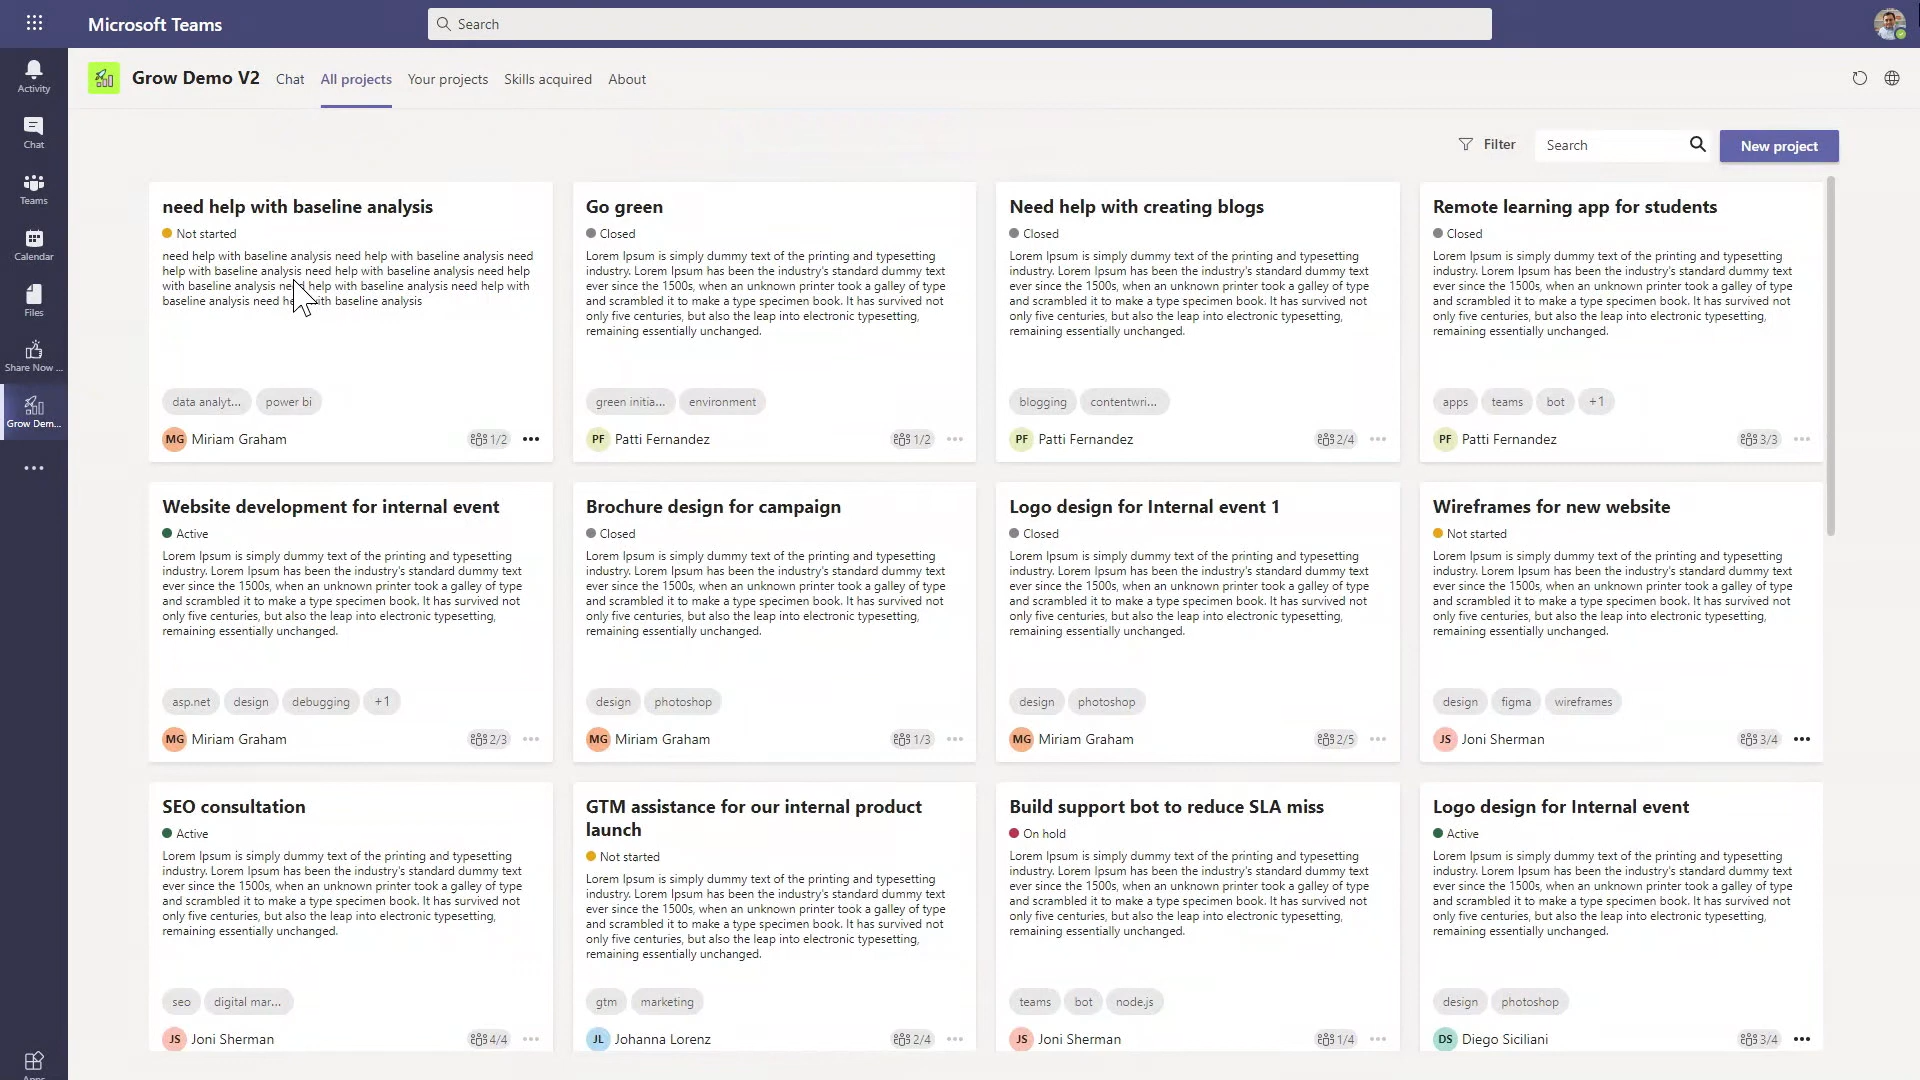 Microsoft Teams
Search
Activity
Chat
Teams
Calendar
Files
Share Now ...
Grow Dem...
Grow Demo V2
Chat
All projects
Your projects
Skills acquired
About
Filter
Search
New project
need help with baseline analysis
Not started
need help with baseline analysis need help with baseline analysis need
help with baseline analysis need help with baseline analysis need help
with baseline analysis need help with baseline analysis need help with
baseline analysis need help with baseline analysis
data analyt...
power bi
MG
Miriam Graham
1/2
Go green
Closed
Lorem Ipsum is simply dummy text of the printing and typesetting
industry. Lorem Ipsum has been the industry's standard dummy text
ever since the 1500s, when an unknown printer took a galley of type
and scrambled it to make a type specimen book. It has survived not
only five centuries, but also the leap into electronic typesetting,
remaining essentially unchanged.
green initia...
environment
PF
Patti Fernandez
1/2
Need help with creating blogs
Closed
Lorem Ipsum is simply dummy text of the printing and typesetting
industry. Lorem Ipsum has been the industry's standard dummy text
ever since the 1500s, when an unknown printer took a galley of type
and scrambled it to make a type specimen book. It has survived not
only five centuries, but also the leap into electronic typesetting,
remaining essentially unchanged.
blogging
contentwri...
PF
Patti Fernandez
2/4
Remote learning app for students
Closed
Lorem Ipsum is simply dummy text of the printing and typesetting
industry. Lorem Ipsum has been the industry's standard dummy text
ever since the 1500s, when an unknown printer took a galley of type
and scrambled it to make a type specimen book. It has survived not
only five centuries, but also the leap into electronic typesetting,
remaining essentially unchanged.
apps
teams
bot
+1
PF
Patti Fernandez
3/3
Website development for internal event
Active
Lorem Ipsum is simply dummy text of the printing and typesetting
industry. Lorem Ipsum has been the industry's standard dummy text
ever since the 1500s, when an unknown printer took a galley of type
and scrambled it to make a type specimen book. It has survived not
only five centuries, but also the leap into electronic typesetting,
remaining essentially unchanged.
asp.net
design
debugging
+1
MG
Miriam Graham
2/3
Brochure design for campaign
Closed
Lorem Ipsum is simply dummy text of the printing and typesetting
industry. Lorem Ipsum has been the industry's standard dummy text
ever since the 1500s, when an unknown printer took a galley of type
and scrambled it to make a type specimen book. It has survived not
only five centuries, but also the leap into electronic typesetting,
remaining essentially unchanged.
design
photoshop
MG
Miriam Graham
1/3
Logo design for Internal event 1
Closed
Lorem Ipsum is simply dummy text of the printing and typesetting
industry. Lorem Ipsum has been the industry's standard dummy text
ever since the 1500s, when an unknown printer took a galley of type
and scrambled it to make a type specimen book. It has survived not
only five centuries, but also the leap into electronic typesetting,
remaining essentially unchanged.
design
photoshop
MG
Miriam Graham
2/5
Wireframes for new website
Not started
Lorem Ipsum is simply dummy text of the printing and typesetting
industry. Lorem Ipsum has been the industry's standard dummy text
ever since the 1500s, when an unknown printer took a galley of type
and scrambled it to make a type specimen book. It has survived not
only five centuries, but also the leap into electronic typesetting,
remaining essentially unchanged.
design
figma
wireframes
JS
Joni Sherman
3/4
SEO consultation
Active
Lorem Ipsum is simply dummy text of the printing and typesetting
industry. Lorem Ipsum has been the industry's standard dummy text
ever since the 1500s, when an unknown printer took a galley of type
and scrambled it to make a type specimen book. It has survived not
only five centuries, but also the leap into electronic typesetting,
remaining essentially unchanged.
seo
digital mar...
JS
Joni Sherman
4/4
GTM assistance for our internal product
launch
Not started
Lorem Ipsum is simply dummy text of the printing and typesetting
industry. Lorem Ipsum has been the industry's standard dummy text
ever since the 1500s, when an unknown printer took a galley of type
and scrambled it to make a type specimen book. It has survived not
only five centuries, but also the leap into electronic typesetting,
remaining essentially unchanged.
gtm
marketing
JL
Johanna Lorenz
2/4
Build support bot to reduce SLA miss
On hold
Lorem Ipsum is simply dummy text of the printing and typesetting
industry. Lorem Ipsum has been the industry's standard dummy text
ever since the 1500s, when an unknown printer took a galley of type
and scrambled it to make a type specimen book. It has survived not
only five centuries, but also the leap into electronic typesetting,
remaining essentially unchanged.
teams
bot
node.js
JS
Joni Sherman
1/4
Logo design for Internal event
Active
Lorem Ipsum is simply dummy text of the printing and typesetting
industry. Lorem Ipsum has been the industry's standard dummy text
ever since the 1500s, when an unknown printer took a galley of type
and scrambled it to make a type specimen book. It has survived not
only five centuries, but also the leap into electronic typesetting,
remaining essentially unchanged.
design
photoshop
DS
Diego Siciliani
3/4